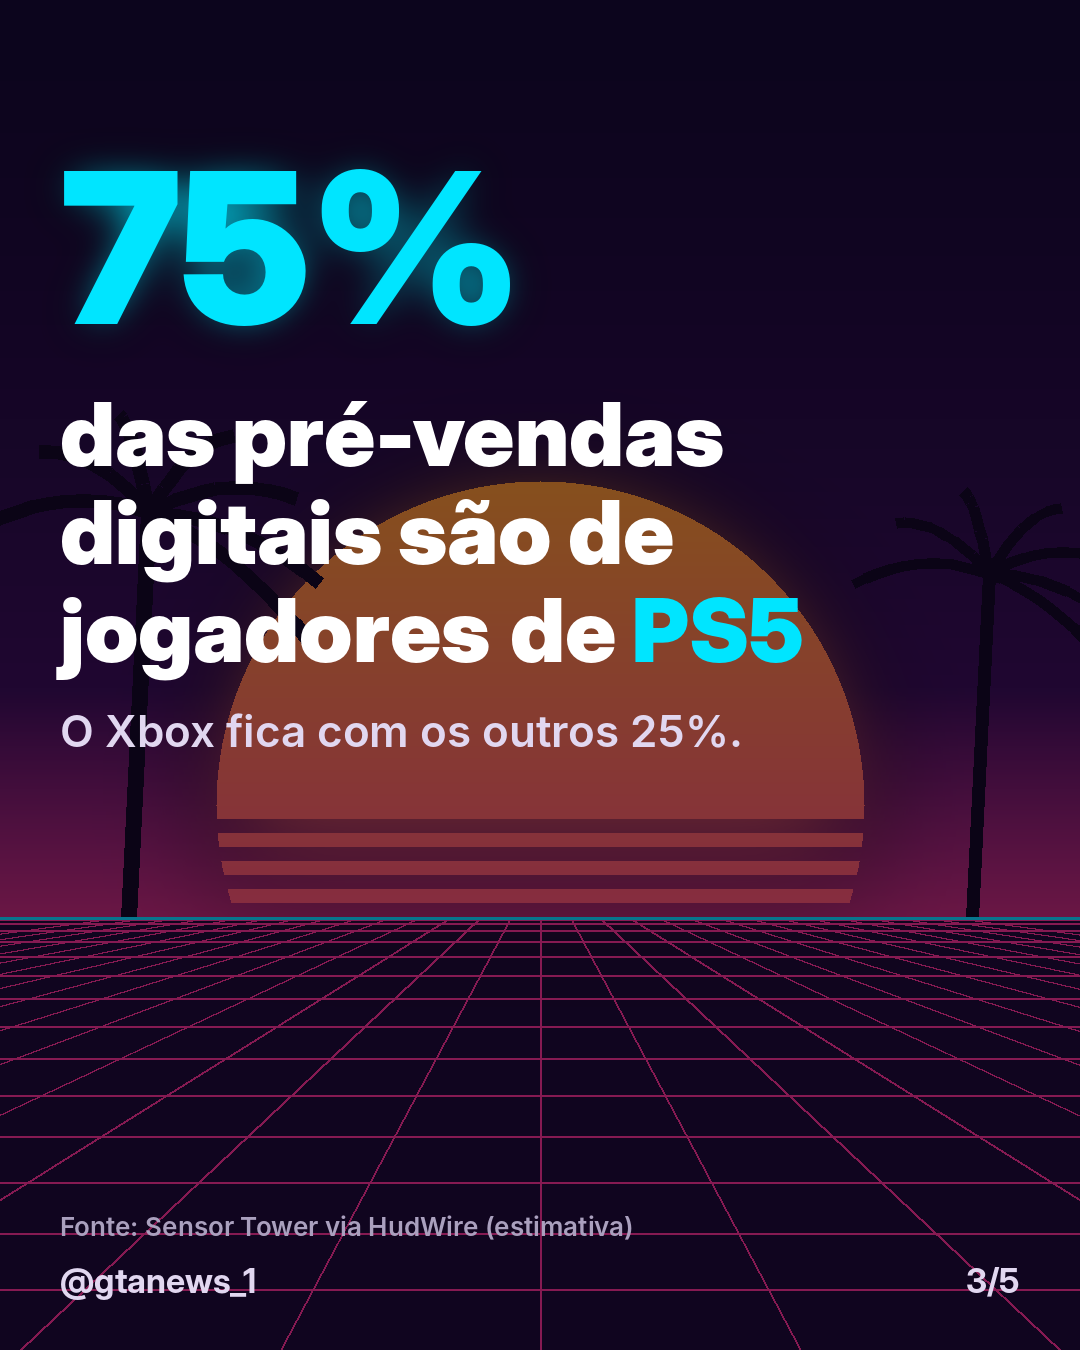 75%
das pré-vendas
digitais são de
jogadores de PS5
O Xbox fica com os outros 25%.
Fonte: Sensor Tower via HudWire (estimativa)
@gtanews_1
3/5